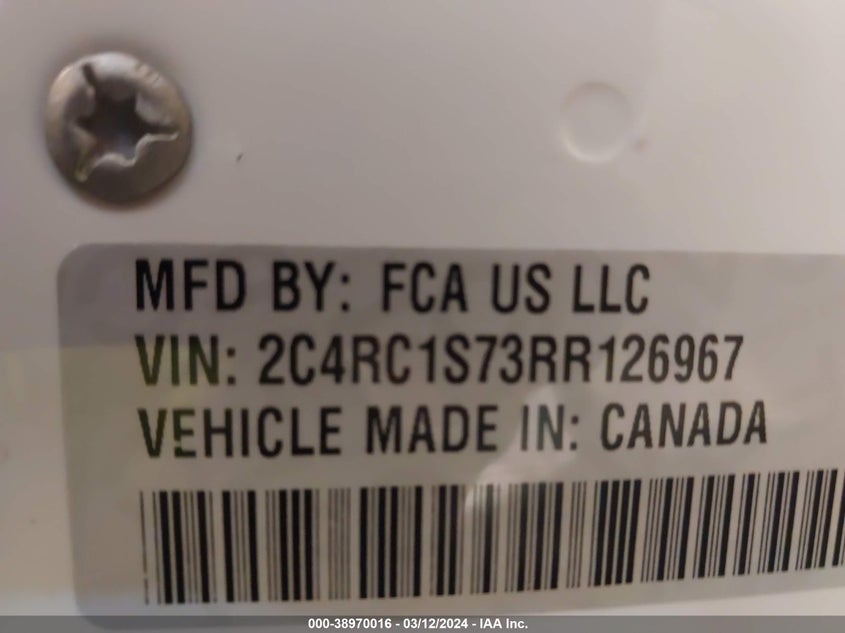 MFD BY: FCA US LLC
VIN: 2C4RC1S73RR126967
VEHICLE MADE IN: CANADA
000-38970016 - 03/12/2024 - IAA Inc.